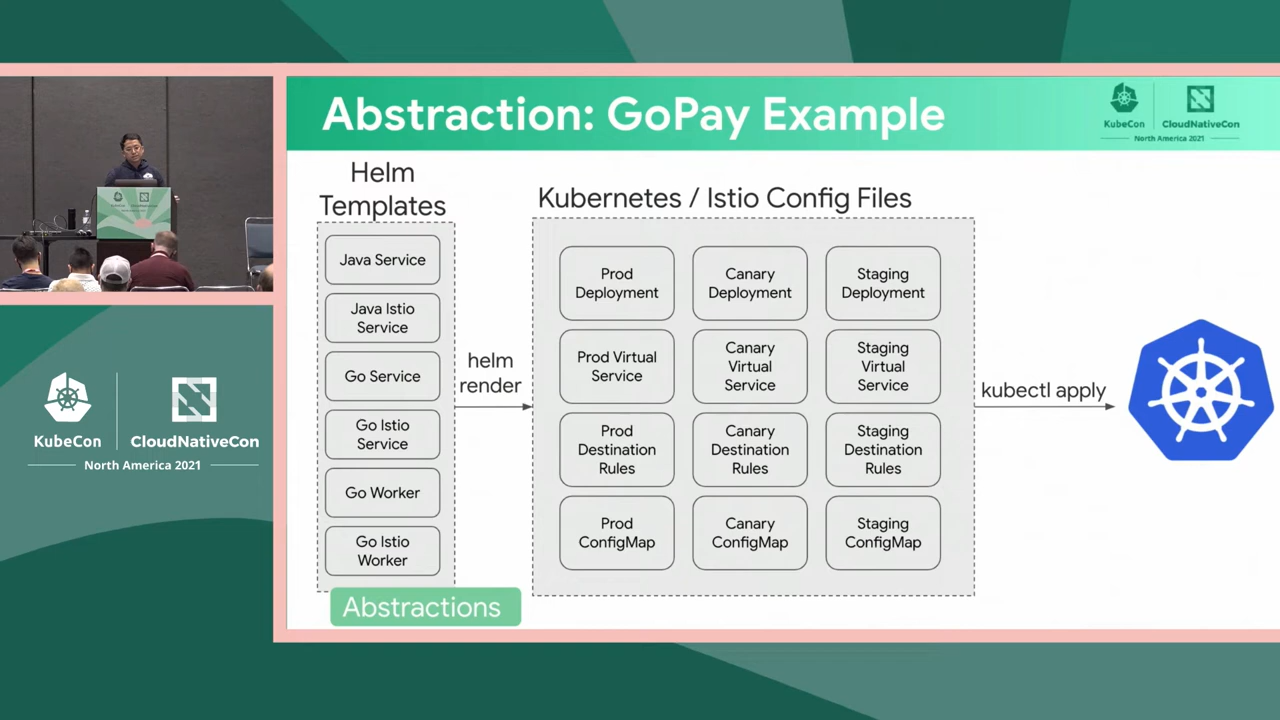 Abstraction: GoPay Example
KubeCon
CloudNativeCon
North America 2021
Helm
Templates
Java Service
Java Istio
Service
Go Service
Go Istio
Service
Go Worker
Go Istio
Worker
Abstractions
helm
render
Kubernetes / Istio Config Files
Prod
Deployment
Canary
Deployment
Staging
Deployment
Prod Virtual
Service
Canary
Virtual
Service
Staging
Virtual
Service
Prod
Destination
Rules
Canary
Destination
Rules
Staging
Destination
Rules
Prod
ConfigMap
Canary
ConfigMap
Staging
ConfigMap
kubectl apply
KubeCon
CloudNativeCon
North America 2021